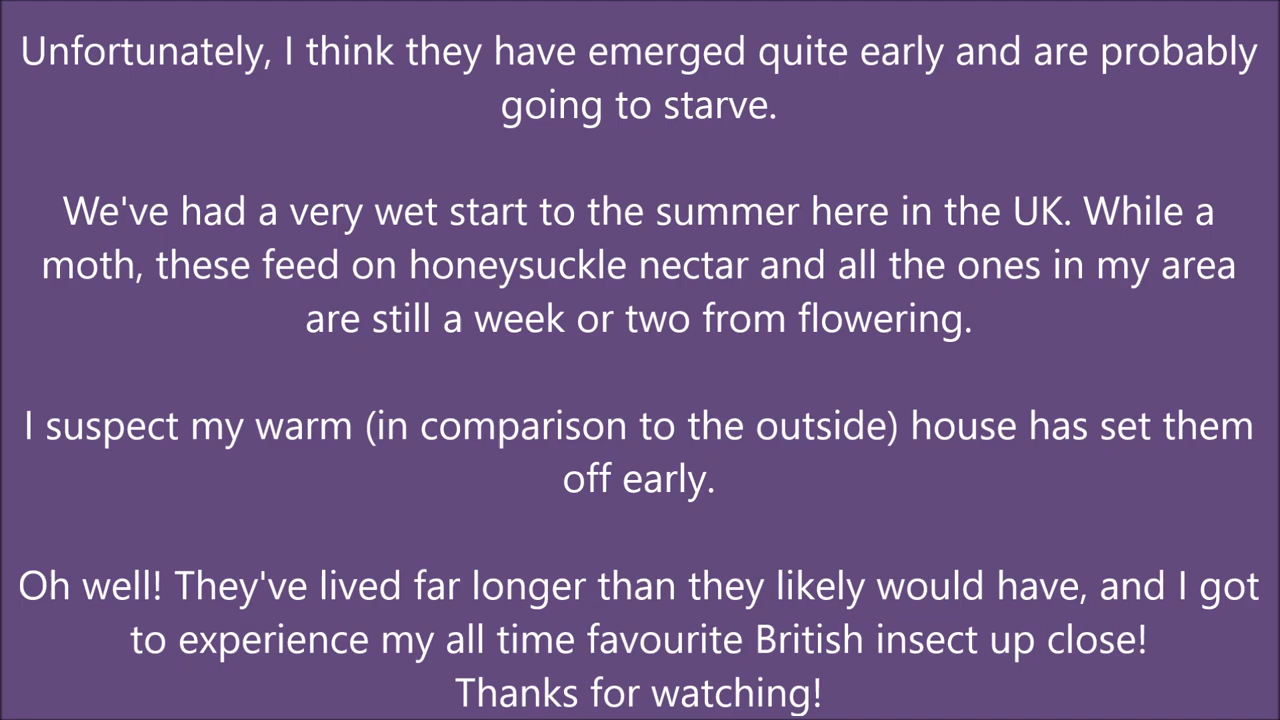 Unfortunately, I think they have emerged quite early and are probably
going to starve.
We've had a very wet start to the summer here in the UK. While a
moth, these feed on honeysuckle nectar and all the ones in my area
are still a week or two from flowering.
I suspect my warm (in comparison to the outside) house has set them
off early.
Oh well! They've lived far longer than they likely would have, and I got
to experience my all time favourite British insect up close!
Thanks for watching!